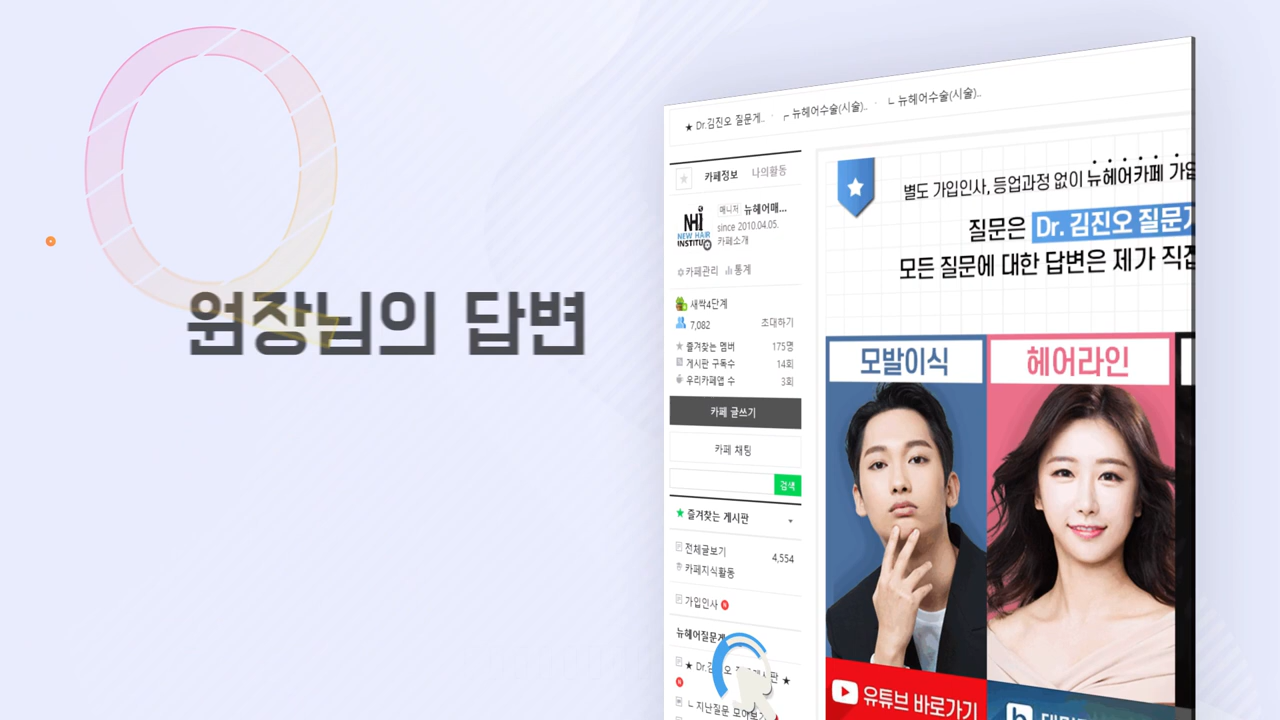 원장님의 답변
★ Dr.김진오 질문게.. · ┌ 뉴헤어수술(시술).. · ㄴ 뉴헤어수술(시술)..
카페정보 나의활동
매니저 뉴헤어매...
since 2010.04.05.
카페소개
NHI
NEW HAIR
INSTITU
카페관리 통계
새싹4단계
7,082 초대하기
즐겨찾는 멤버 175명
게시판 구독수 14회
우리카페앱 수 3회
카페 글쓰기
카페 채팅
검색
★ 즐겨찾는 게시판
전체글보기 4,554
카페지식활동
가입인사 N
뉴헤어질문게
★ Dr.김
판 ★
N
ㄴ 지난질문 모아보기
별도 가입인사, 등업과정 없이 뉴헤어카페 가입
질문은 Dr. 김진오 질문
모든 질문에 대한 답변은 제가 직접
모발이식
헤어라인
유튜브 바로가기
b